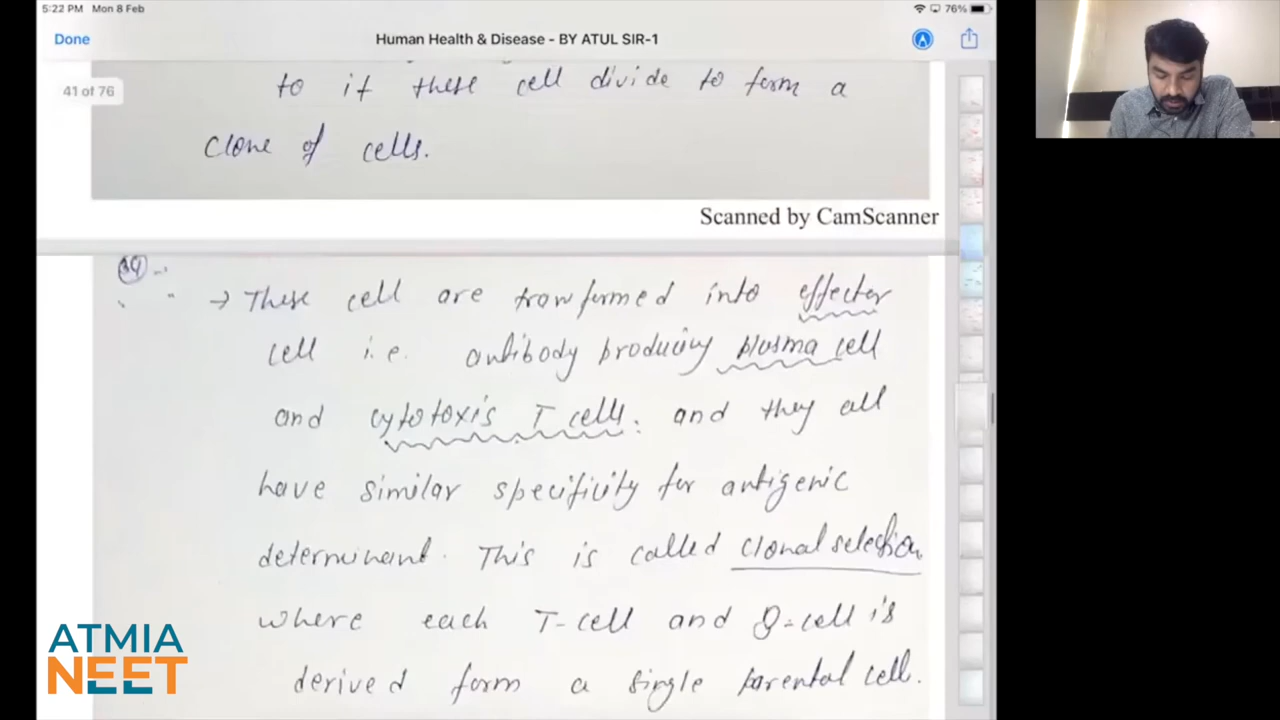 5:22 PM Mon 8 Feb
76%
Done
Human Health & Disease - BY ATUL SIR-1
41 of 76
to it these cell divide to form a
clone of cells.
Scanned by CamScanner
39
→ These cell are tranformed into effecter
cell i.e. antibody producing plasma cell
and cytotoxis T cells. and they all
have similar specificity for antigenic
determinant. This is called clonal selection
where each T-cell and B-cell is
derived form a single parental cell.
ATMIA
NEET